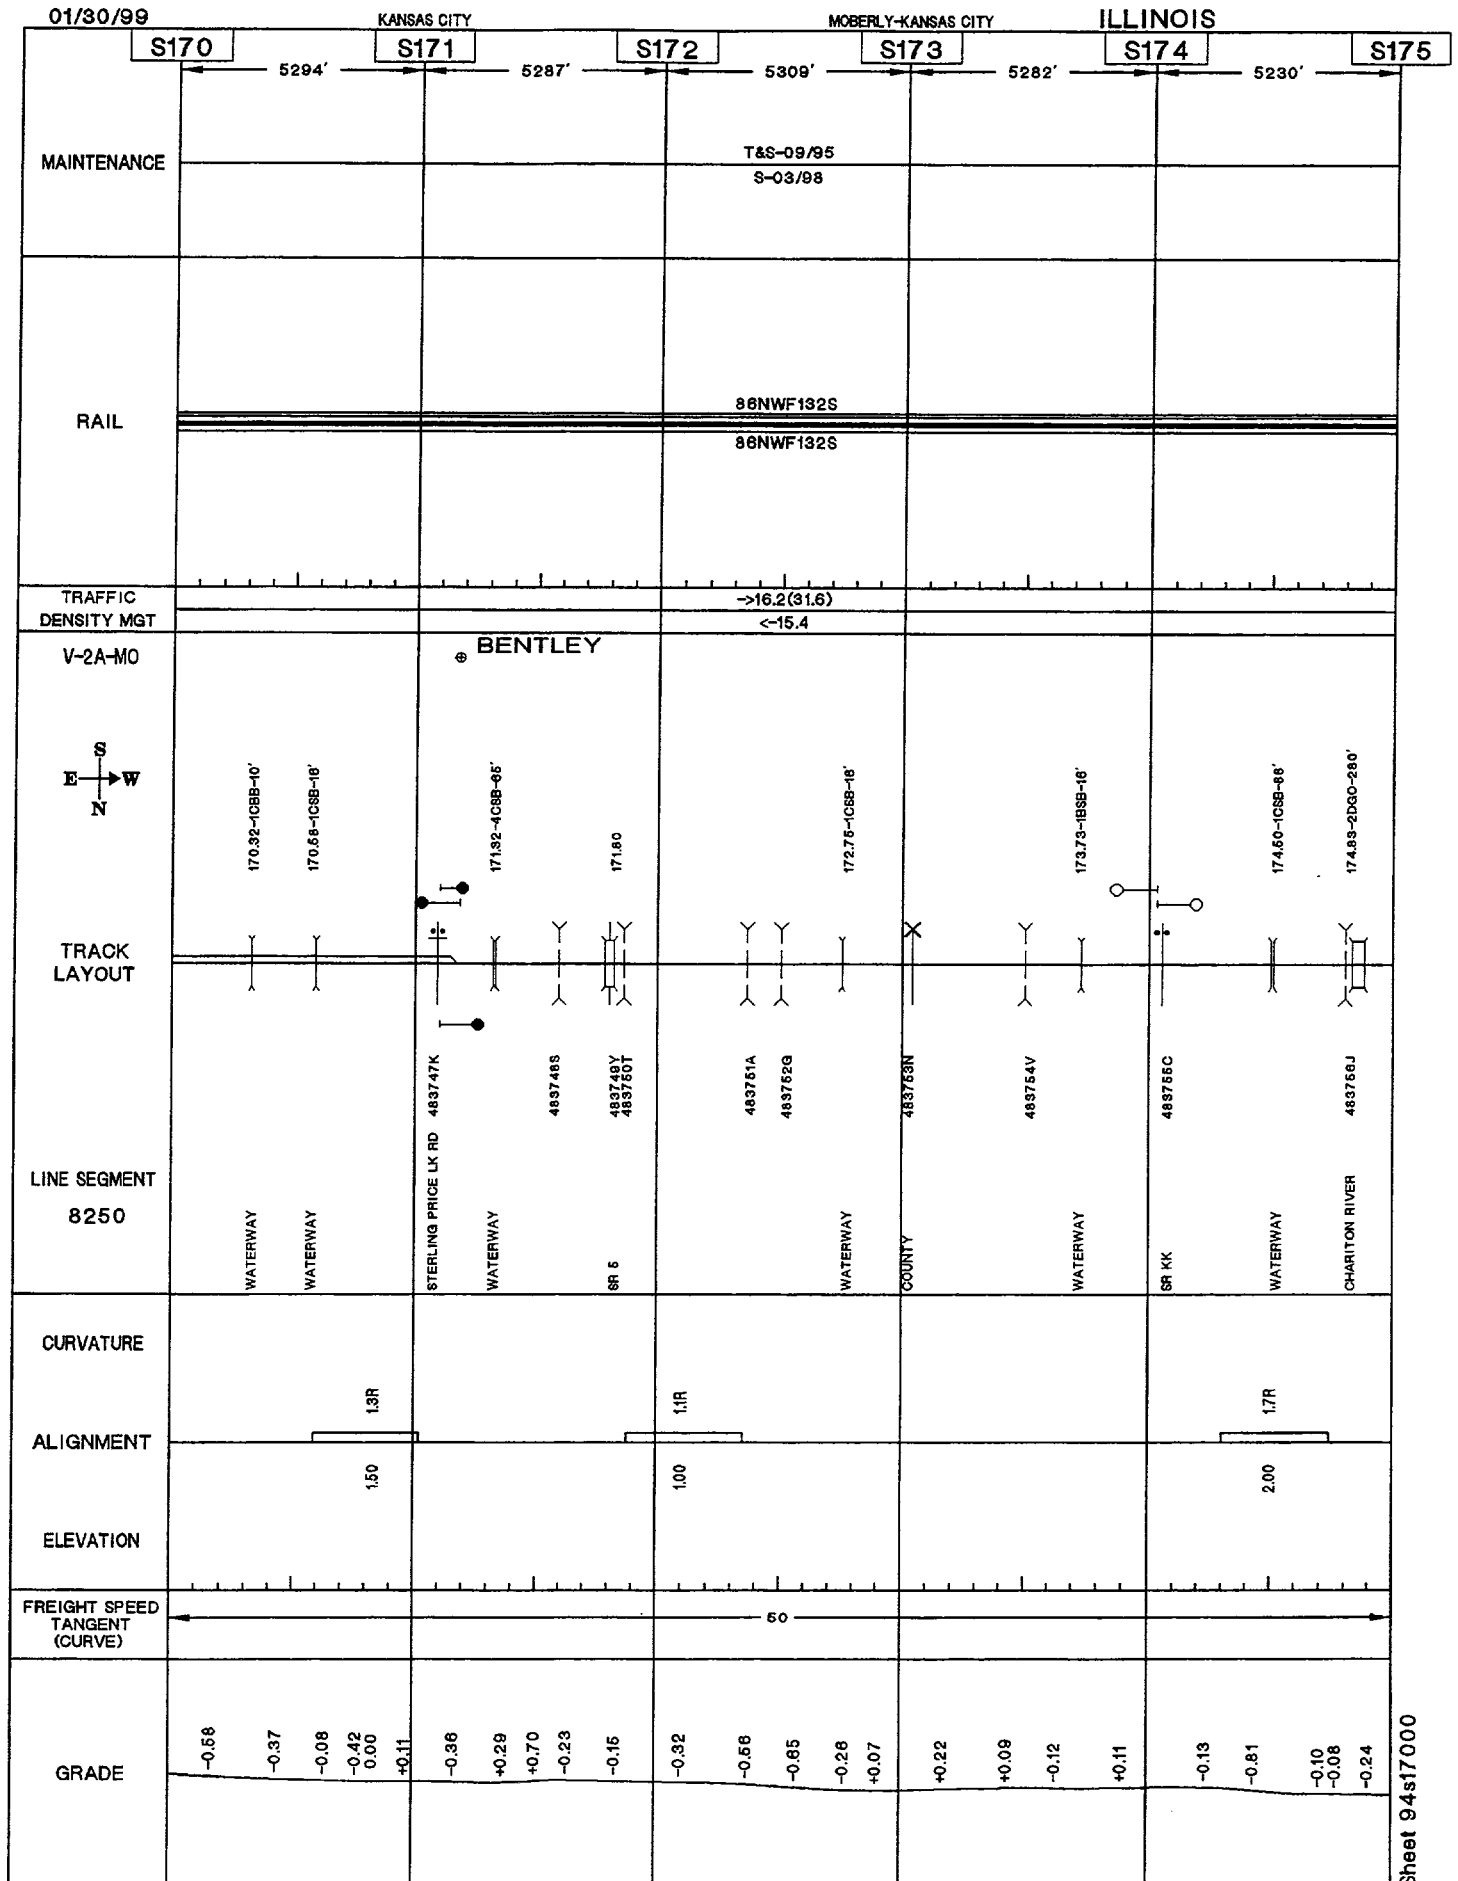 01/30/99 KANSAS CITY MOBERLY-KANSAS CITY ILLINOIS
S170 S171 S172 S173 S174 S175
5294' 5287' 5309' 5282' 5230'
MAINTENANCE
T&S-09/95
S-03/98
RAIL
86NWF132S
86NWF132S
TRAFFIC
DENSITY MGT
->16.2(31.6)
<-15.4
V-2A-MO
BENTLEY
S
E W
N
170.32-1CBB-10'
170.58-1CSB-16'
171.32-4CSB-65'
171.80
172.75-1CSB-16'
173.73-1BSB-16'
174.50-1CSB-86'
174.83-2DGO-280'
TRACK
LAYOUT
483747K
483748S
483749Y
483750T
483751A
483752G
483753N
483754V
483755C
483756J
LINE SEGMENT
8250
WATERWAY
WATERWAY
STERLING PRICE LK RD
WATERWAY
SR 5
WATERWAY
COUNTY
WATERWAY
SR KK
WATERWAY
CHARITON RIVER
CURVATURE
1.3R 1.1R 1.7R
ALIGNMENT
1.50 1.00 2.00
ELEVATION
FREIGHT SPEED
TANGENT
(CURVE)
50
GRADE
-0.58
-0.37
-0.08
-0.42
0.00
+0.11
-0.36
+0.29
+0.70
-0.23
-0.15
-0.32
-0.56
-0.65
-0.26
+0.07
+0.22
+0.09
-0.12
+0.11
-0.13
-0.81
-0.10
-0.08
-0.24
Sheet 94s17000